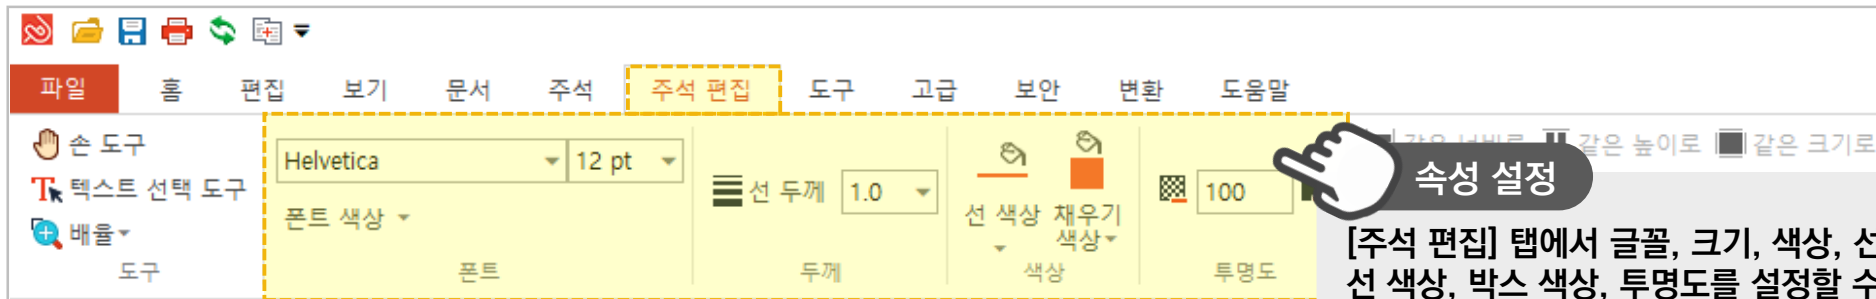 파일 홈 편집 보기 문서 주석 주석 편집 도구 고급 보안 변환 도움말
손 도구
텍스트 선택 도구
배율
도구
Helvetica 12 pt
폰트 색상
폰트
선 두께 1.0
두께
선 색상 채우기 색상
색상
100
투명도
같은 높이로 같은 크기로
속성 설정
[주석 편집] 탭에서 글꼴, 크기, 색상, 선
선 색상, 박스 색상, 투명도를 설정할 수